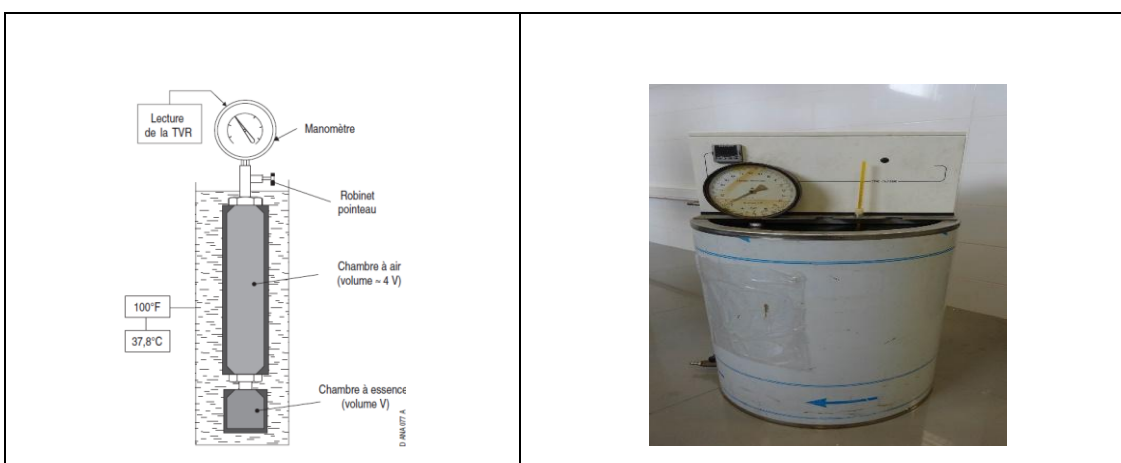 Lecture
de la TVR
Manomètre
Robinet
pointeau
Chambre à air
(volume ~ 4 V)
100°F
37,8°C
Chambre à essence
(volume V)
D ANA 077 A